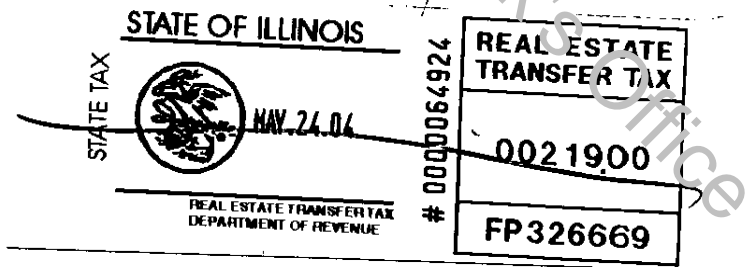 STATE OF ILLINOIS
STATE TAX
MAY.24.04
REAL ESTATE TRANSFER TAX
DEPARTMENT OF REVENUE
# 0000064924
REAL ESTATE
TRANSFER TAX
0021900
FP326669
's Office